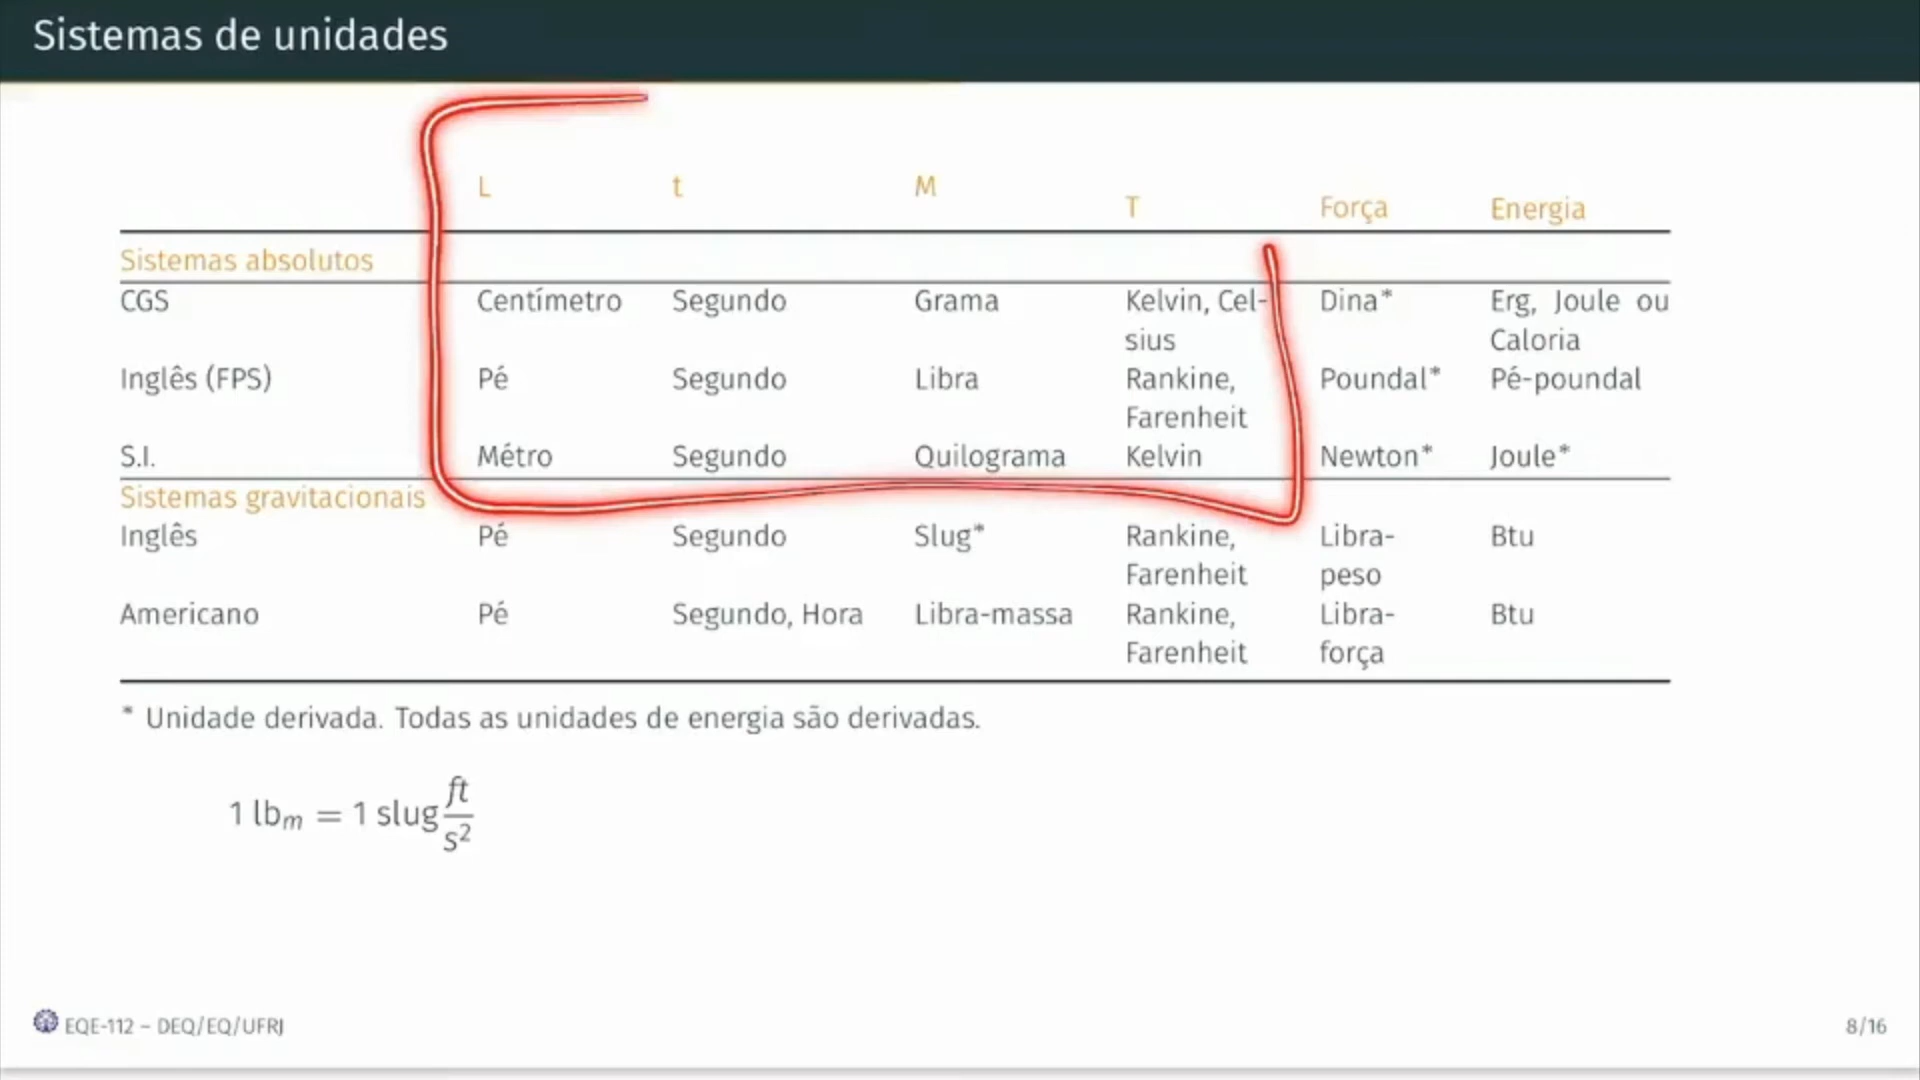 Sistemas de unidades
L t M T Força Energia
Sistemas absolutos
CGS Centímetro Segundo Grama Kelvin, Cel- Dina* Erg, Joule ou
sius Caloria
Inglês (FPS) Pé Segundo Libra Rankine, Poundal* Pé-poundal
Farenheit
S.I. Métro Segundo Quilograma Kelvin Newton* Joule*
Sistemas gravitacionais
Inglês Pé Segundo Slug* Rankine, Libra- Btu
Farenheit peso
Americano Pé Segundo, Hora Libra-massa Rankine, Libra- Btu
Farenheit força
* Unidade derivada. Todas as unidades de energia são derivadas.
1 lbₘ = 1 slug ft/s²
EQE-112 – DEQ/EQ/UFRJ 8/16